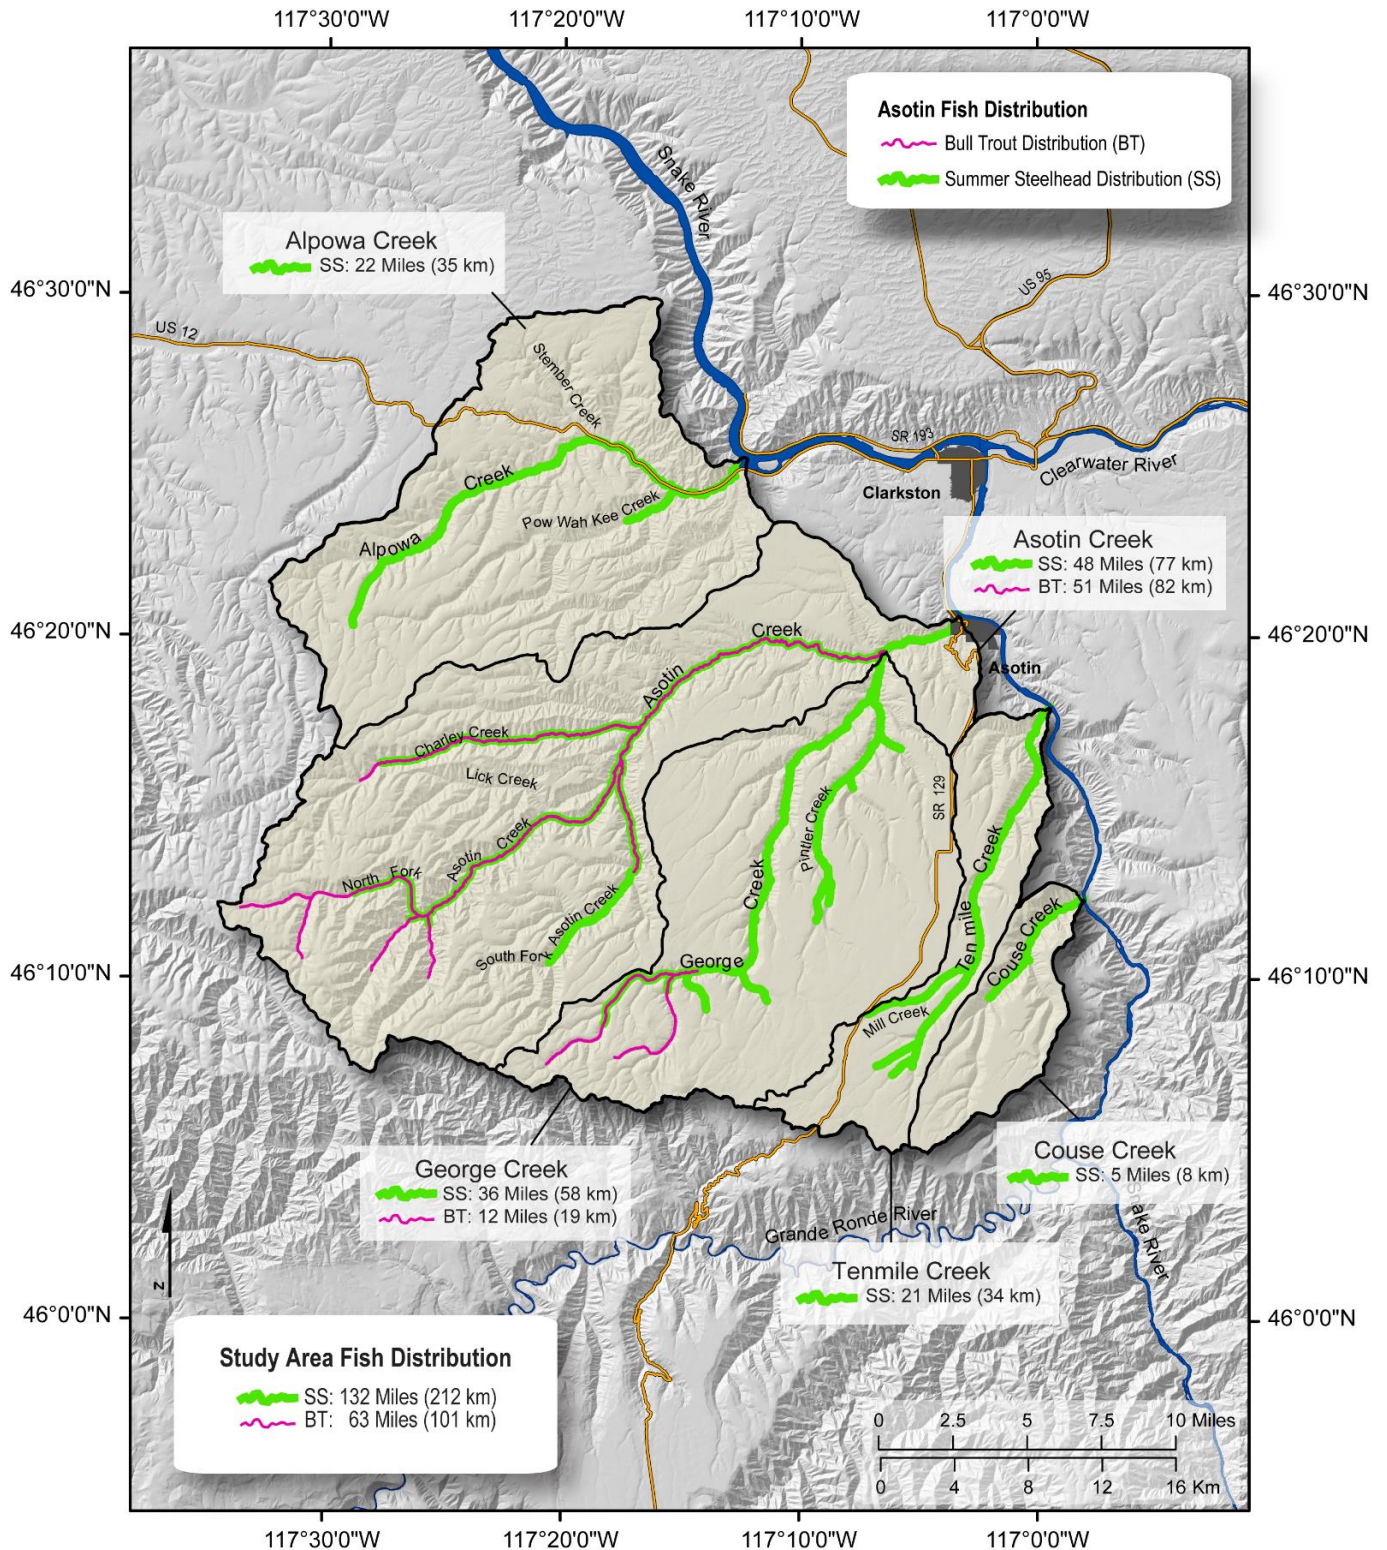 117°30'0"W
117°20'0"W
117°10'0"W
117°0'0"W
Asotin Fish Distribution
Bull Trout Distribution (BT)
Summer Steelhead Distribution (SS)
Snake River
Alpowa Creek
SS: 22 Miles (35 km)
US 95
46°30'0"N
46°30'0"N
US 12
Stember Creek
SR 193
Clearwater River
Creek
Clarkston
Pow Wah Kee Creek
Alpowa
Asotin Creek
SS: 48 Miles (77 km)
BT: 51 Miles (82 km)
46°20'0"N
46°20'0"N
Creek
Asotin
Asotin
Charley Creek
Lick Creek
SR 129
Pintler Creek
Creek
Creek
Asotin
North Fork
Creek
Ten mile
Couse Creek
South Fork Asotin Creek
George
46°10'0"N
46°10'0"N
Mill Creek
George Creek
SS: 36 Miles (58 km)
BT: 12 Miles (19 km)
Couse Creek
SS: 5 Miles (8 km)
Grande Ronde River
ake River
Tenmile Creek
SS: 21 Miles (34 km)
z
46°0'0"N
46°0'0"N
Study Area Fish Distribution
SS: 132 Miles (212 km)
BT: 63 Miles (101 km)
0 2.5 5 7.5 10 Miles
0 4 8 12 16 Km
117°30'0"W
117°20'0"W
117°10'0"W
117°0'0"W